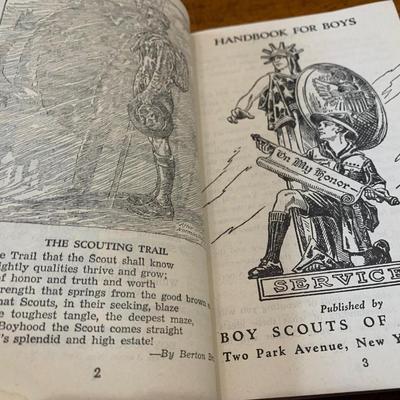 THE SCOUTING TRAIL
Trail that the Scout shall know
qualities thrive and grow;
of honor and truth and worth
that springs from the good brown
Scouts, in their seeking, blaze
toughest tangle, the deepest maze,
Boyhood the Scout comes straight
splendid and high estate!
—By Berton
2
HANDBOOK FOR BOYS
On My Honor
SERVICE
Published by
BOY SCOUTS OF
Two Park Avenue, New
3